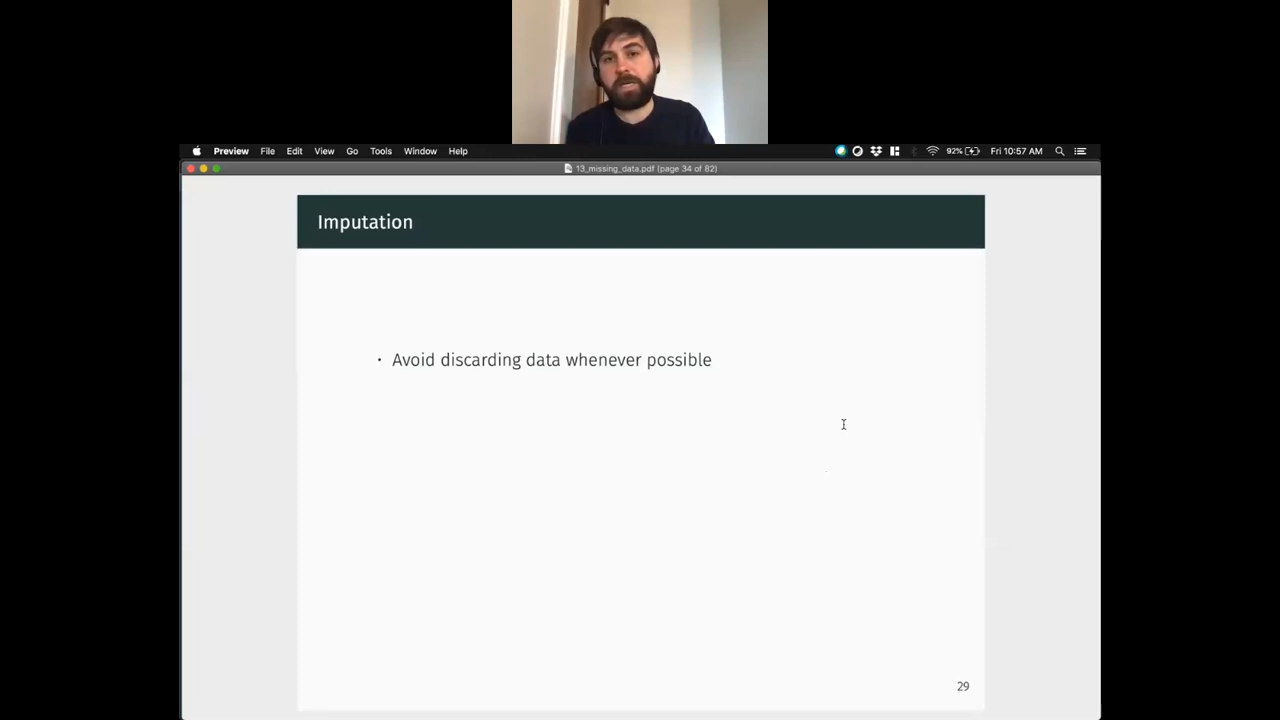 Preview File Edit View Go Tools Window Help 92% Fri 10:57 AM
13_missing_data.pdf (page 34 of 82)
Imputation
• Avoid discarding data whenever possible
29